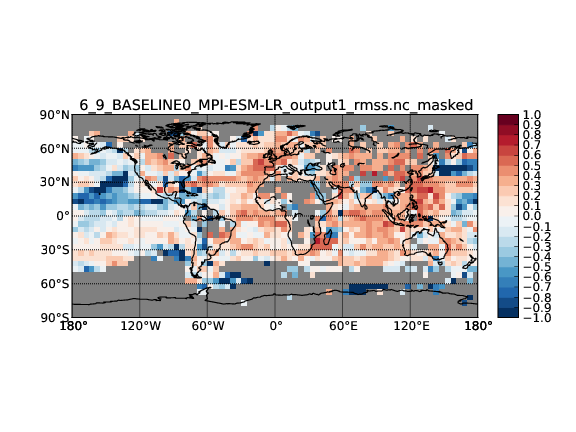 6_9_BASELINE0_MPI-ESM-LR_output1_rmss.nc_masked
90°N
60°N
30°N
0°
30°S
60°S
90°S
180° 120°W 60°W 0° 60°E 120°E 180°
1.0
0.9
0.8
0.7
0.6
0.5
0.4
0.3
0.2
0.1
0.0
−0.1
−0.2
−0.3
−0.4
−0.5
−0.6
−0.7
−0.8
−0.9
−1.0